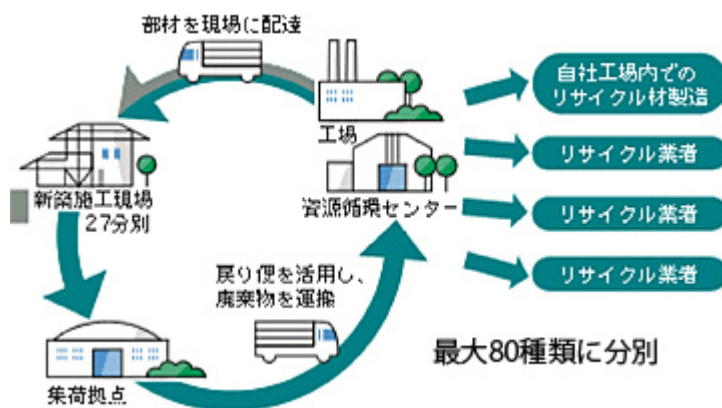 部材を現場に配達
工場
自社工場内での
リサイクル材製造
リサイクル業者
リサイクル業者
リサイクル業者
新築施工現場
27分別
資源循環センター
戻り便を活用し、
廃棄物を運搬
集荷拠点
最大80種類に分別